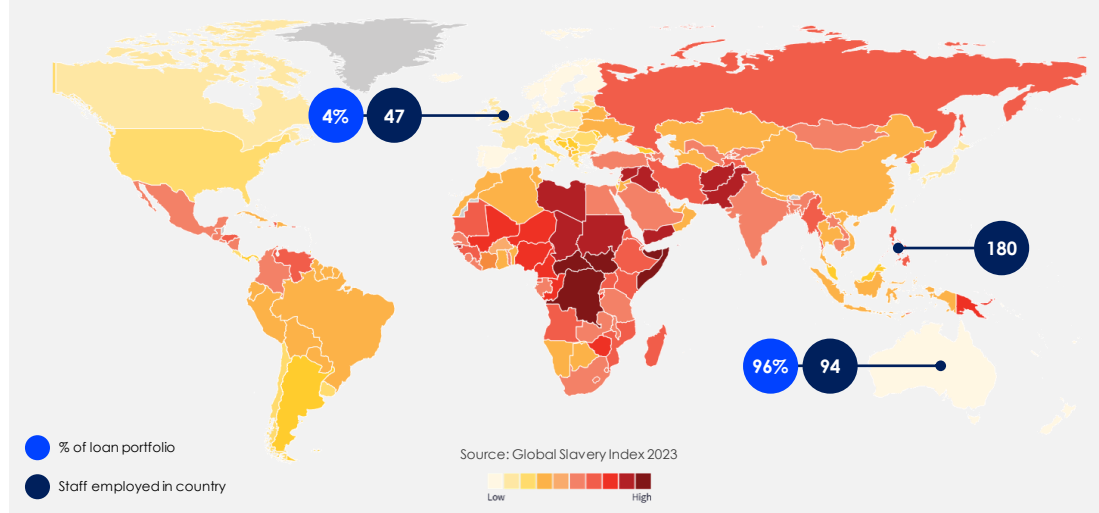 4%
47
180
96%
94
% of loan portfolio
Staff employed in country
Source: Global Slavery Index 2023
Low
High